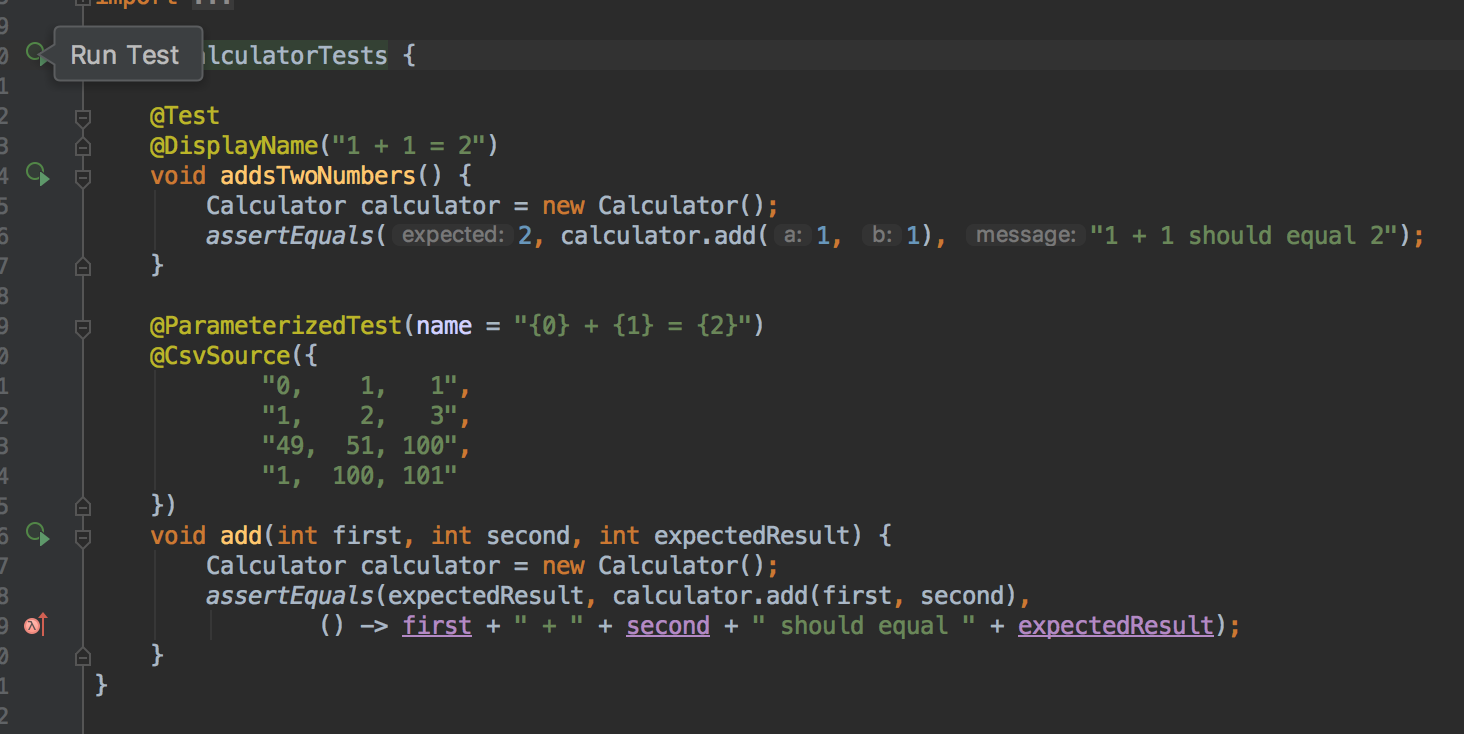 import ...
9
0 Run Test alculatorTests {
1
2 @Test
3 @DisplayName("1 + 1 = 2")
4 void addsTwoNumbers() {
5 Calculator calculator = new Calculator();
6 assertEquals( expected: 2, calculator.add( a: 1, b: 1), message: "1 + 1 should equal 2");
7 }
8
9 @ParameterizedTest(name = "{0} + {1} = {2}")
0 @CsvSource({
1 "0, 1, 1",
2 "1, 2, 3",
3 "49, 51, 100",
4 "1, 100, 101"
5 })
6 void add(int first, int second, int expectedResult) {
7 Calculator calculator = new Calculator();
8 assertEquals(expectedResult, calculator.add(first, second),
9 () -> first + " + " + second + " should equal " + expectedResult);
0 }
1 }
2